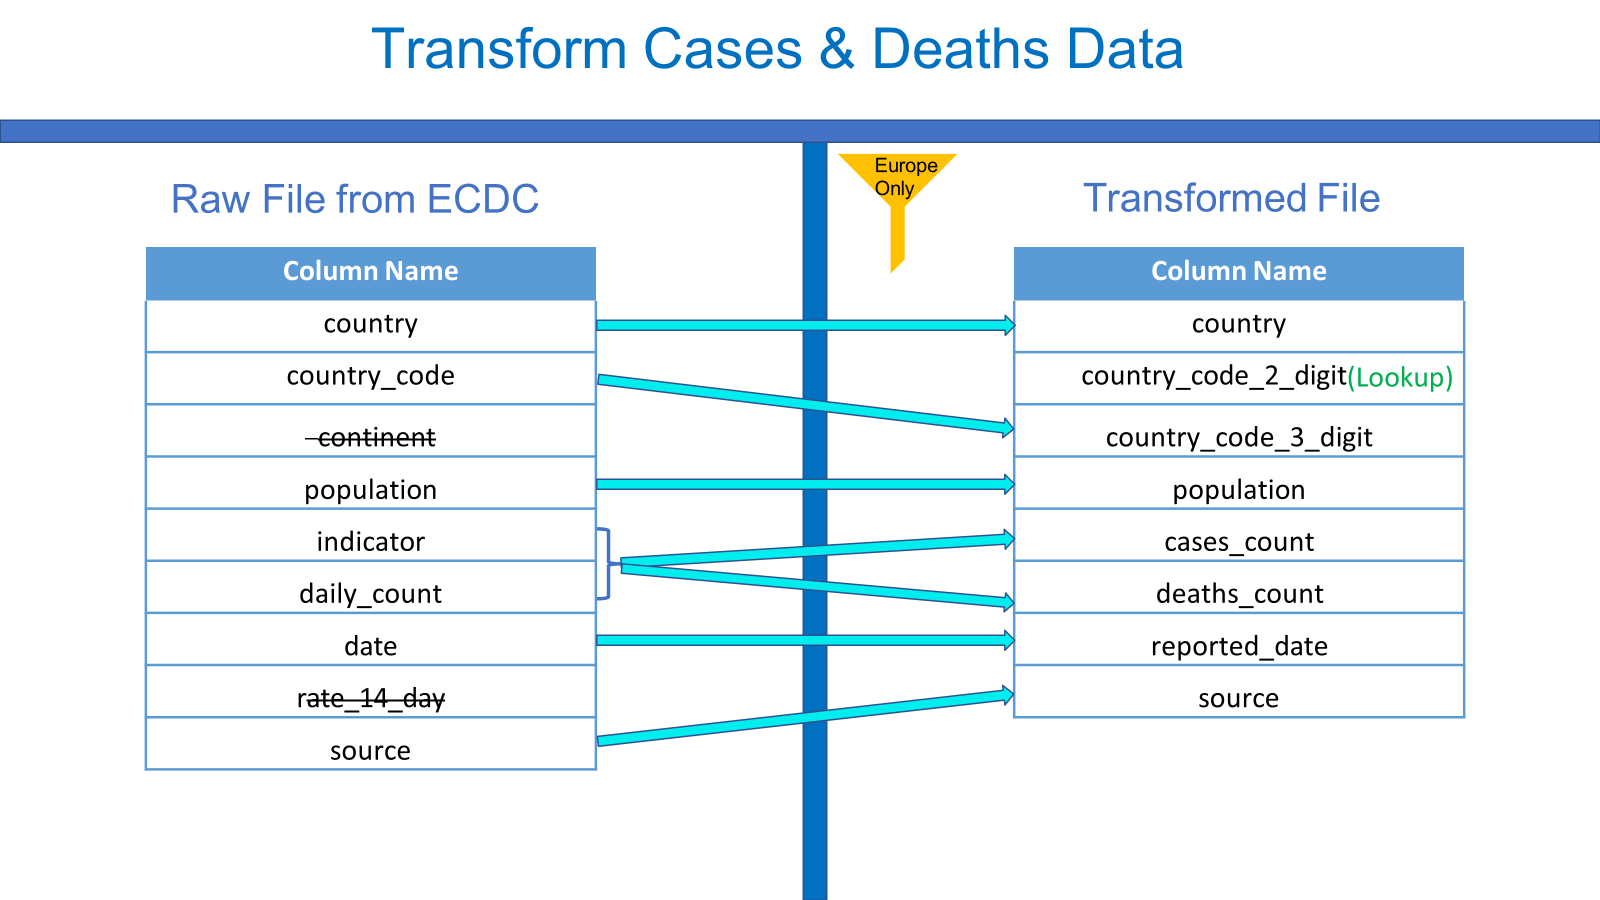 Transform Cases & Deaths Data
Raw File from ECDC
Column Name
country
country_code
continent
population
indicator
daily_count
date
rate_14_day
source
Europe
Only
Transformed File
Column Name
country
country_code_2_digit(Lookup)
country_code_3_digit
population
cases_count
deaths_count
reported_date
source